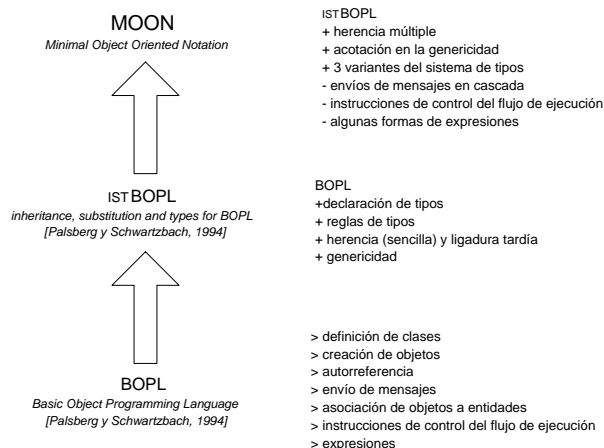 MOON
Minimal Object Oriented Notation
ISTBOPL
+ herencia múltiple
+ acotación en la genericidad
+ 3 variantes del sistema de tipos
- envíos de mensajes en cascada
- instrucciones de control del flujo de ejecución
- algunas formas de expresiones
ISTBOPL
inheritance, substitution and types for BOPL
[Palsberg y Schwartzbach, 1994]
BOPL
+declaración de tipos
+ reglas de tipos
+ herencia (sencilla) y ligadura tardía
+ genericidad
BOPL
Basic Object Programming Language
[Palsberg y Schwartzbach, 1994]
> definición de clases
> creación de objetos
> autorreferencia
> envío de mensajes
> asociación de objetos a entidades
> instrucciones de control del flujo de ejecución
> expresiones